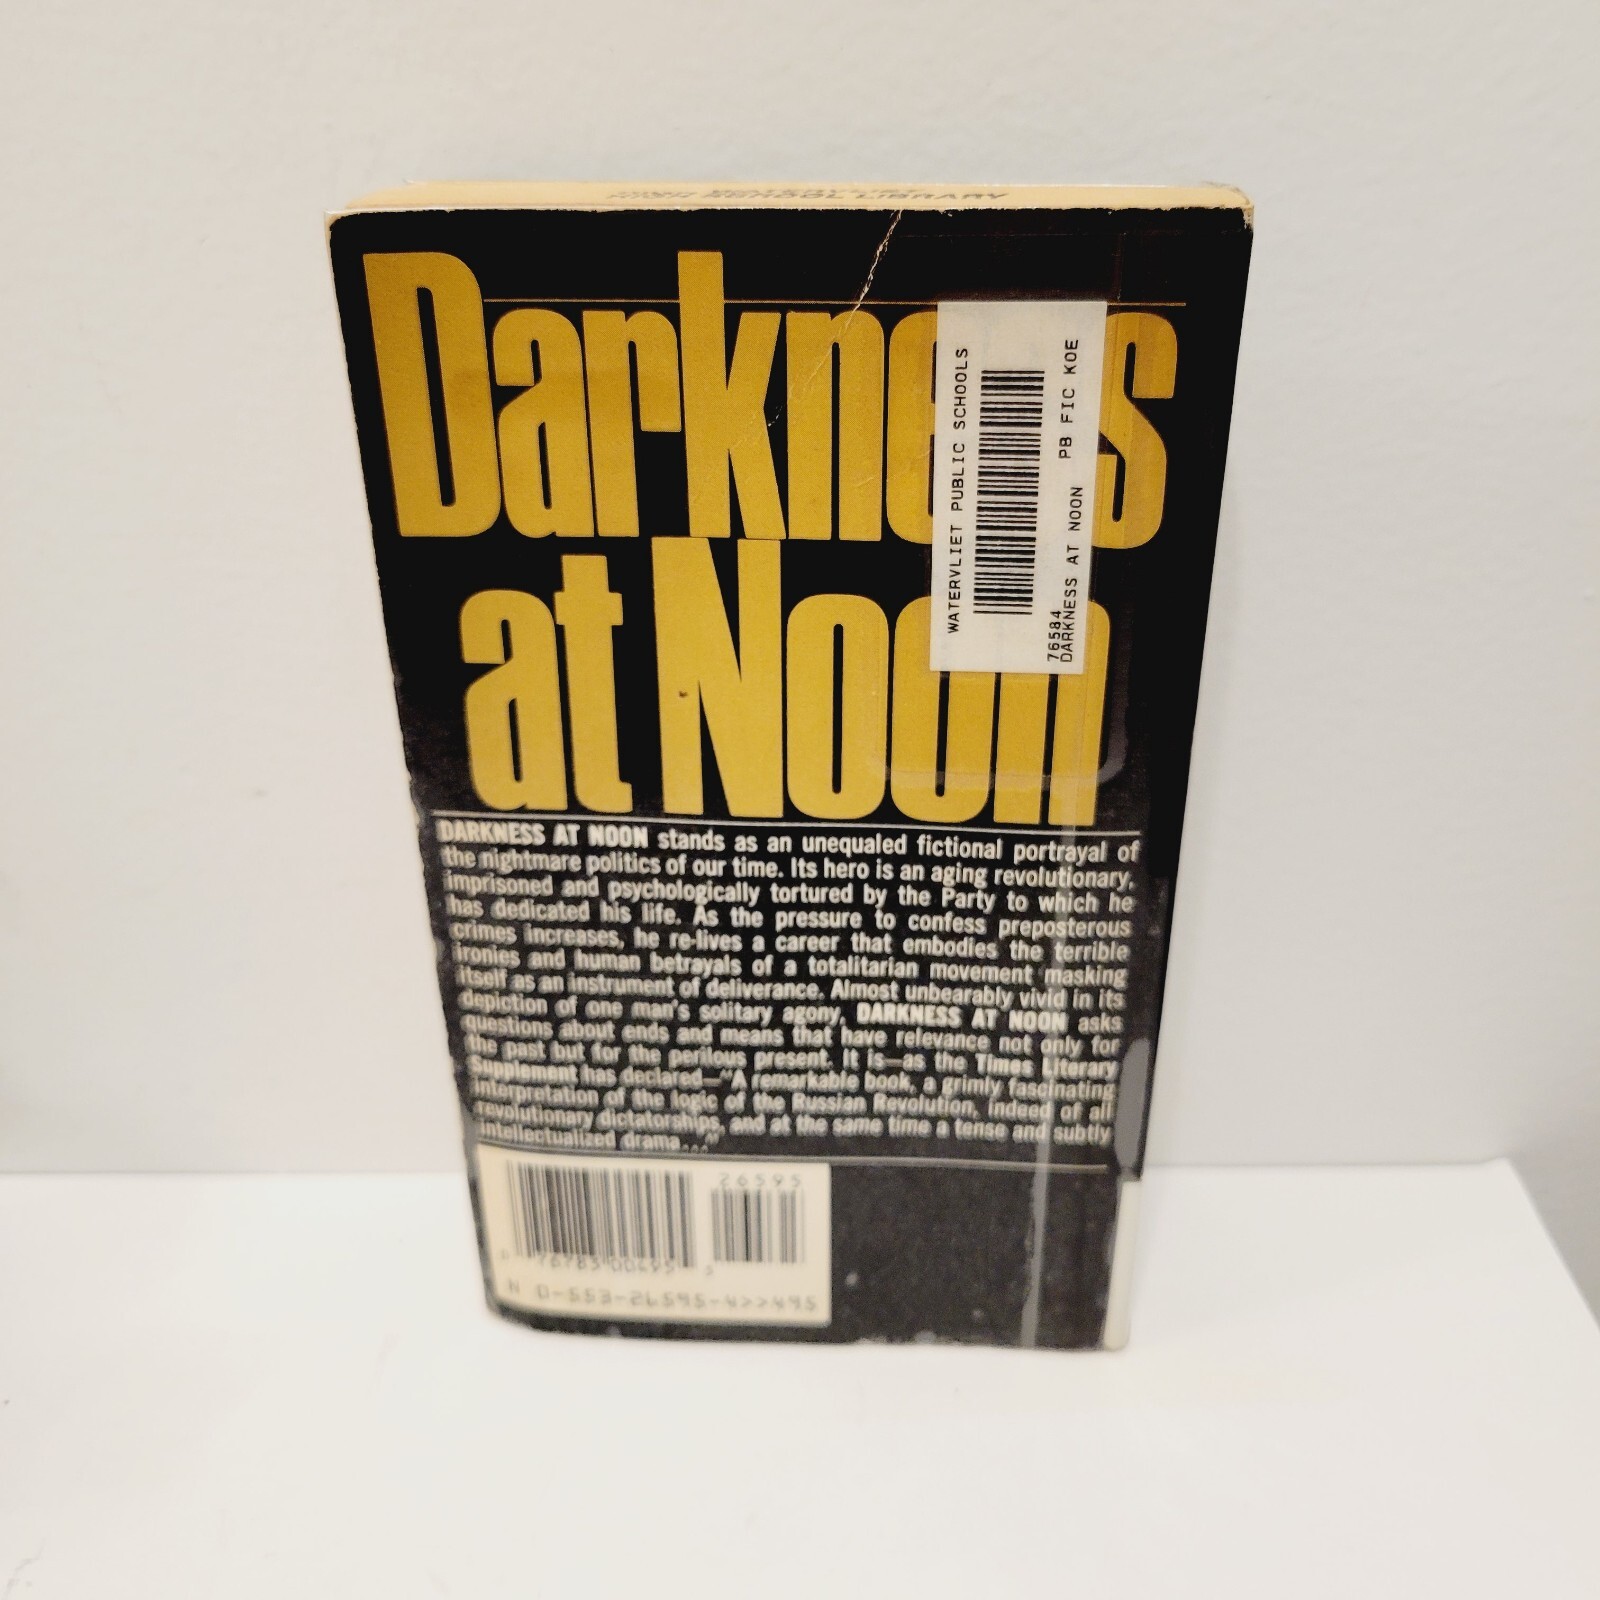 HIGH SCHOOL LIBRARY
Darkness
at Noon
WATERVLIET PUBLIC SCHOOLS
76584
DARKNESS AT NOON PB FIC KOE
DARKNESS AT NOON stands as an unequaled fictional portrayal of
the nightmare politics of our time. Its hero is an aging revolutionary,
imprisoned and psychologically tortured by the Party to which he
has dedicated his life. As the pressure to confess preposterous
crimes increases, he re-lives a career that embodies the terrible
ironies and human betrayals of a totalitarian movement masking
itself as an instrument of deliverance. Almost unbearably vivid in its
depiction of one man's solitary agony, DARKNESS AT NOON asks
questions about ends and means that have relevance not only for
the past but for the perilous present. It is—as the Times Literary
Supplement has declared—"A remarkable book, a grimly fascinating
interpretation of the logic of the Russian Revolution, indeed of all
revolutionary dictatorships, and at the same time a tense and subtly
intellectualized drama...."
26595
0 76783 00495 5
N 0-553-26595-4>>495